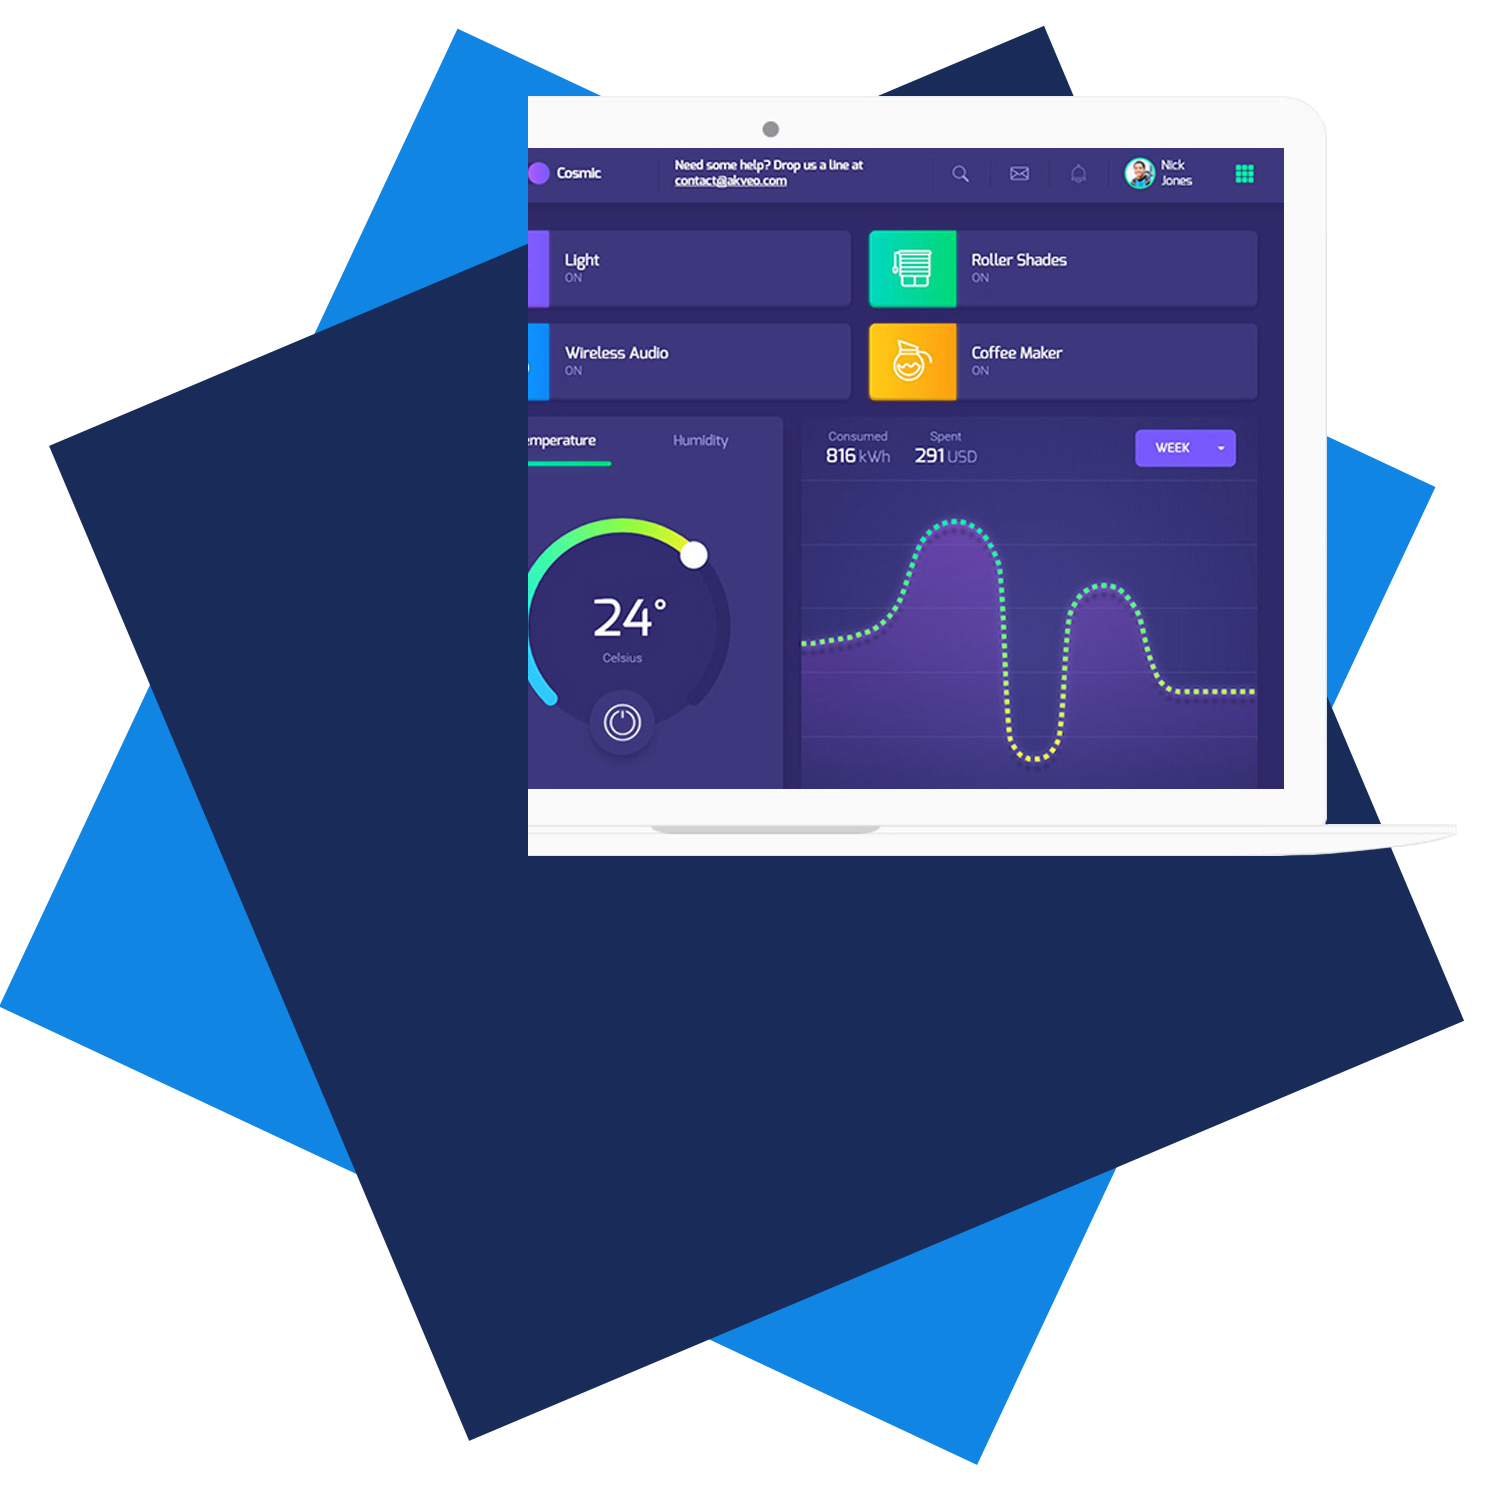 Cosmic
Need some help? Drop us a line at
contact@akveo.com
Nick
Jones
Light
ON
Roller Shades
ON
Wireless Audio
ON
Coffee Maker
ON
emperature
Humidity
Consumed
816 kWh
Spent
291 USD
WEEK
24°
Celsius